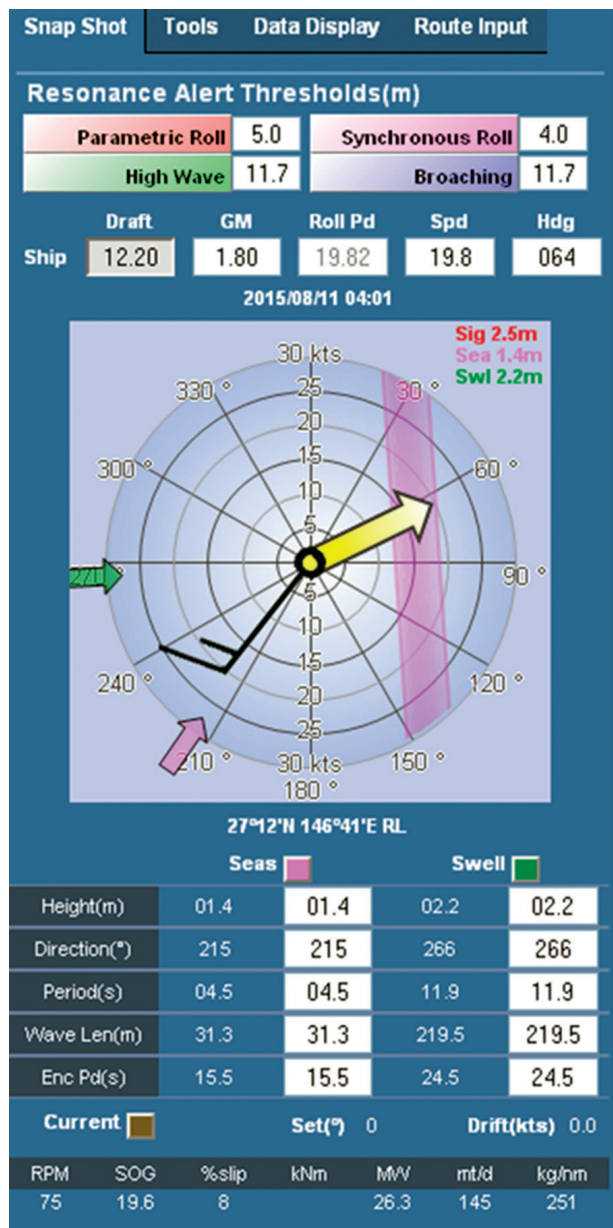 Snap Shot Tools Data Display Route Input
Resonance Alert Thresholds(m)
Parametric Roll 5.0 Synchronous Roll 4.0
High Wave 11.7 Broaching 11.7
Draft GM Roll Pd Spd Hdg
Ship 12.20 1.80 19.82 19.8 064
2015/08/11 04:01
Sig 2.5m
Sea 1.4m
Swl 2.2m
30 kts
330 ° 25 30 °
20
15
300 ° 10 60 °
5
90 °
5
10
15
240 ° 20 120 °
25
210 ° 30 kts 150 °
180 °
27°12'N 146°41'E RL
Seas Swell
Height(m) 01.4 01.4 02.2 02.2
Direction(°) 215 215 266 266
Period(s) 04.5 04.5 11.9 11.9
Wave Len(m) 31.3 31.3 219.5 219.5
Enc Pd(s) 15.5 15.5 24.5 24.5
Current Set(°) 0 Drift(kts) 0.0
RPM SOG %slip kNm MW mt/d kg/nm
75 19.6 8 26.3 145 251